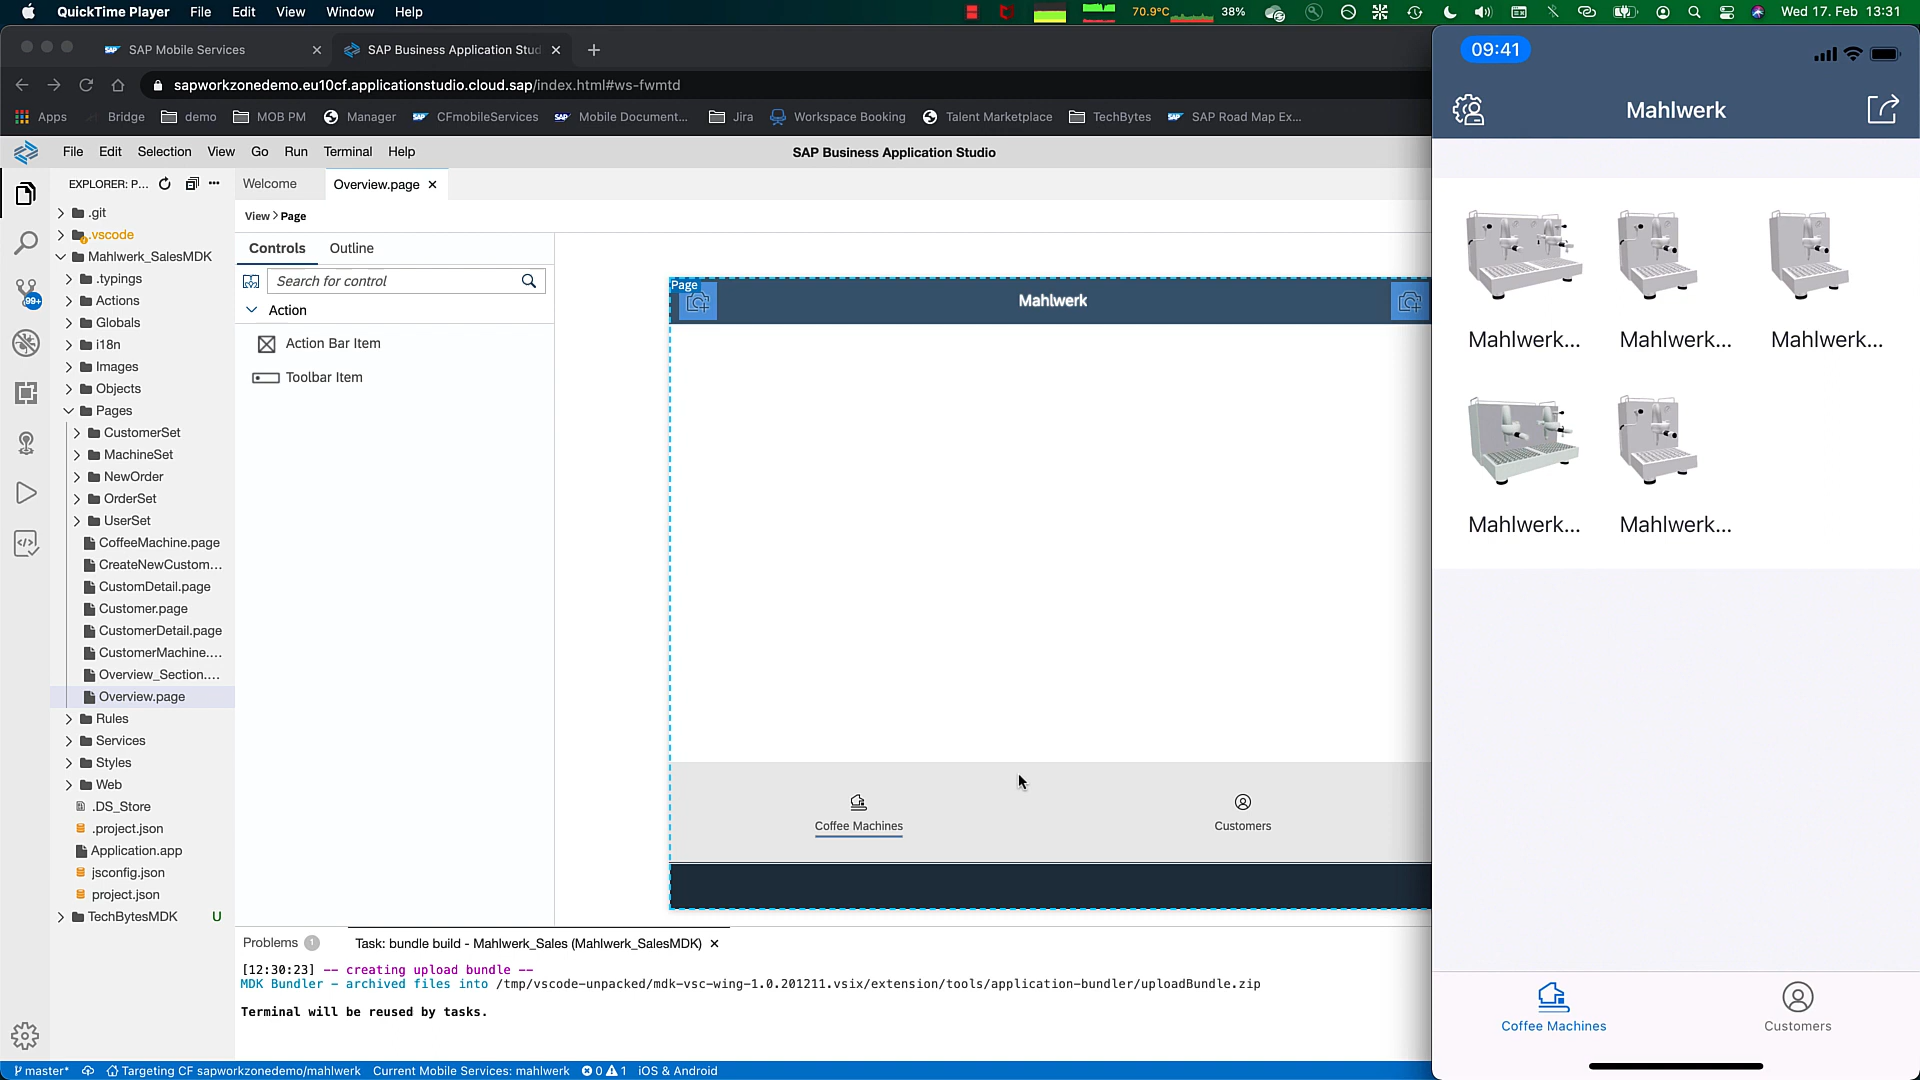 QuickTime Player File Edit View Window Help 70.9°C 38% Wed 17. Feb 13:31
SAP Mobile Services
SAP Business Application Stud
sapworkzonedemo.eu10cf.applicationstudio.cloud.sap/index.html#ws-fwmtd
Apps Bridge demo MOB PM Manager CFmobileServices Mobile Document... Jira Workspace Booking Talent Marketplace TechBytes SAP Road Map Ex...
File Edit Selection View Go Run Terminal Help
SAP Business Application Studio
EXPLORER: P...
Welcome
Overview.page
View > Page
Controls Outline
Search for control
Action
Action Bar Item
Toolbar Item
.git
.vscode
Mahlwerk_SalesMDK
.typings
Actions
Globals
i18n
Images
Objects
Pages
CustomerSet
MachineSet
NewOrder
OrderSet
UserSet
CoffeeMachine.page
CreateNewCustom...
CustomDetail.page
Customer.page
CustomerDetail.page
CustomerMachine....
Overview_Section....
Overview.page
Rules
Services
Styles
Web
.DS_Store
.project.json
Application.app
jsconfig.json
project.json
TechBytesMDK U
99+
Page
Mahlwerk
Coffee Machines
Customers
Problems 1
Task: bundle build - Mahlwerk_Sales (Mahlwerk_SalesMDK)
[12:30:23] -- creating upload bundle --
MDK Bundler - archived files into /tmp/vscode-unpacked/mdk-vsc-wing-1.0.201211.vsix/extension/tools/application-bundler/uploadBundle.zip
Terminal will be reused by tasks.
master* Targeting CF sapworkzonedemo/mahlwerk Current Mobile Services: mahlwerk 0 1 iOS & Android
09:41
Mahlwerk
Mahlwerk... Mahlwerk... Mahlwerk...
Mahlwerk... Mahlwerk...
Coffee Machines
Customers